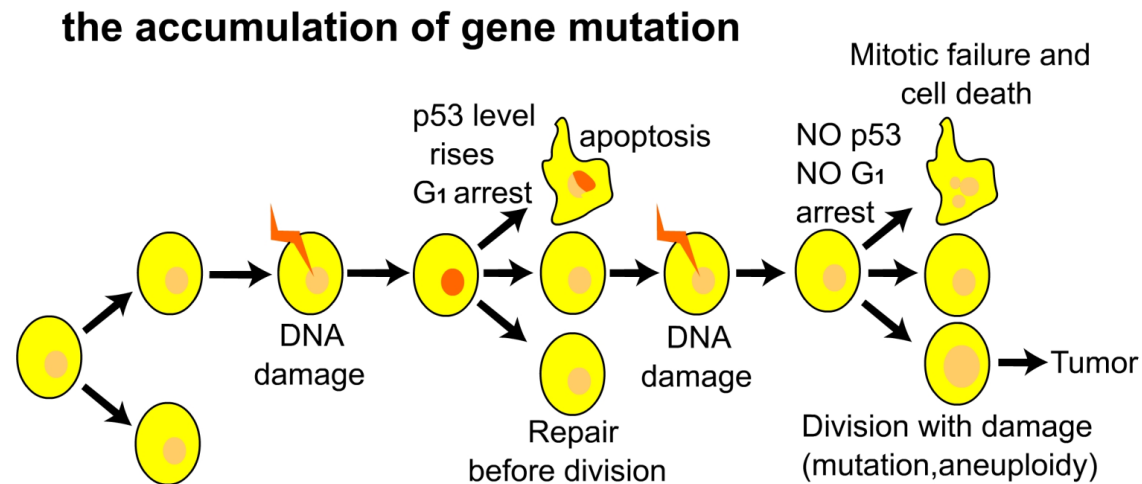 the accumulation of gene mutation
Mitotic failure and
cell death
p53 level
rises
G1 arrest
apoptosis
NO p53
NO G1
arrest
DNA
damage
Repair
before division
DNA
damage
Tumor
Division with damage
(mutation,aneuploidy)